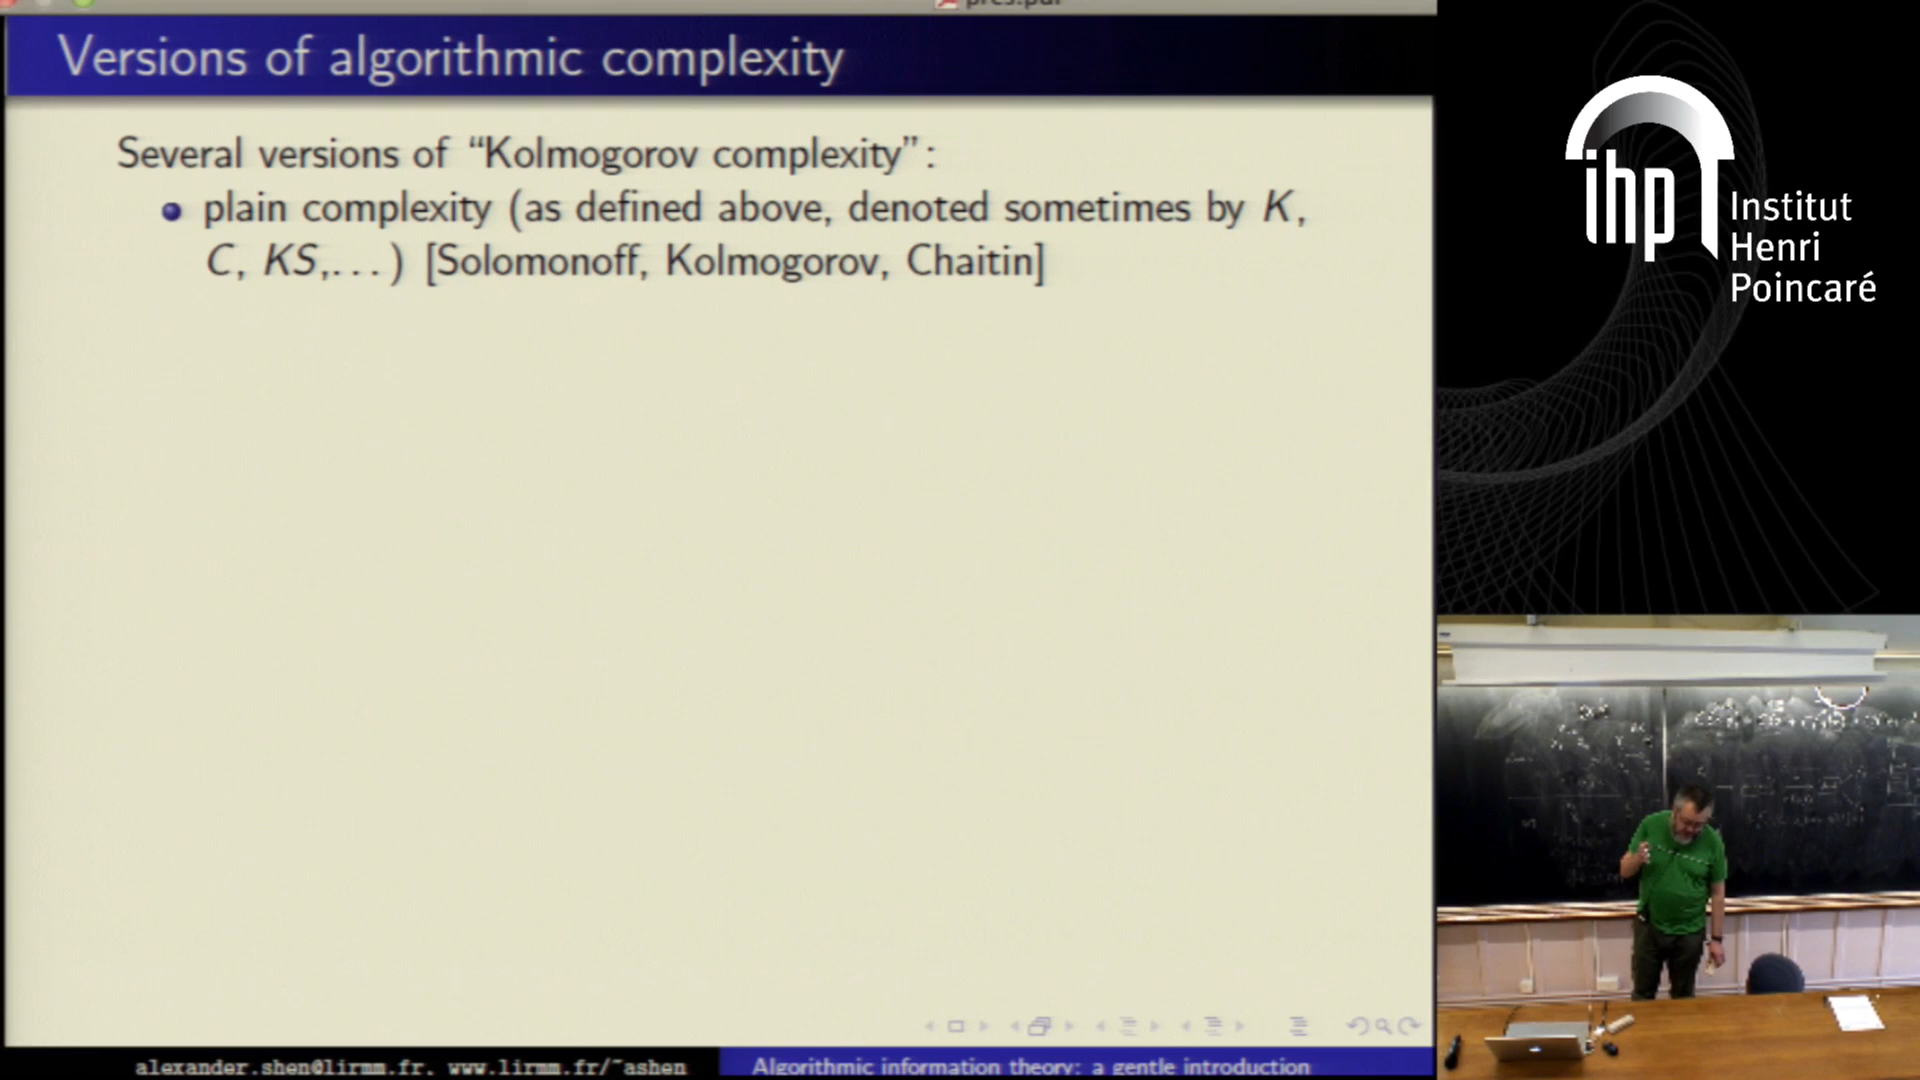 Versions of algorithmic complexity
Several versions of “Kolmogorov complexity”:
plain complexity (as defined above, denoted sometimes by K,
C, KS,...) [Solomonoff, Kolmogorov, Chaitin]
alexander.shen@lirmm.fr, www.lirmm.fr/~ashen
Algorithmic information theory: a gentle introduction
ihp
Institut
Henri
Poincaré